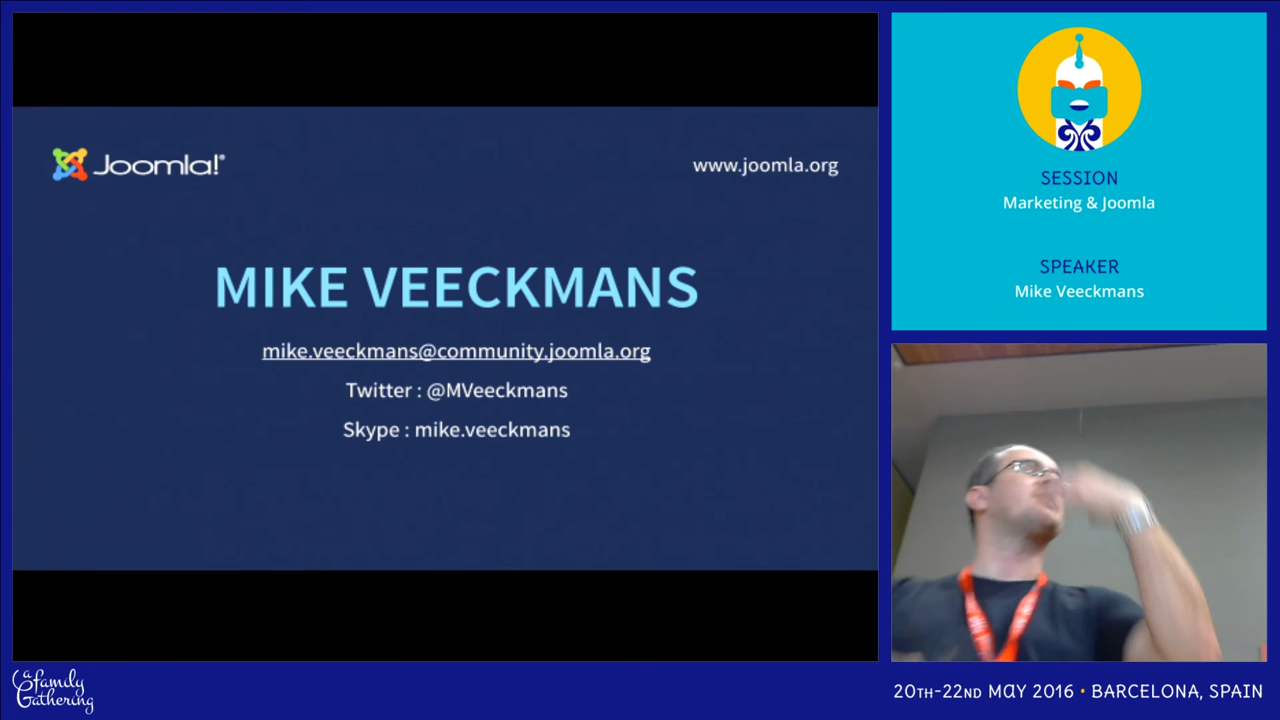 Joomla!®
www.joomla.org
MIKE VEECKMANS
mike.veeckmans@community.joomla.org
Twitter : @MVeeckmans
Skype : mike.veeckmans
SESSION
Marketing & Joomla
SPEAKER
Mike Veeckmans
a family
Gathering
20TH-22ND MAY 2016 • BARCELONA, SPAIN